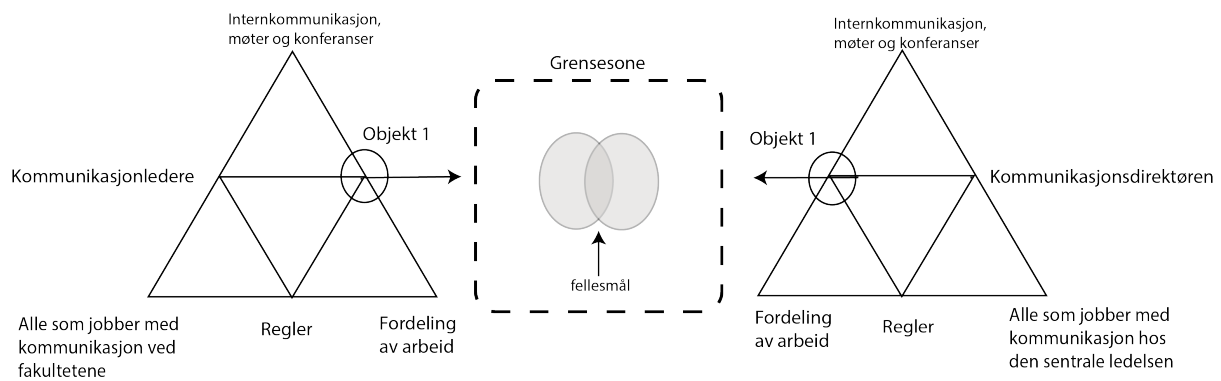 Internkommunikasjon,
møter og konferanser
Objekt 1
Kommunikasjonledere
Alle som jobber med
kommunikasjon ved
fakultetene
Regler
Fordeling
av arbeid
Grensesone
fellesmål
Internkommunikasjon,
møter og konferanser
Objekt 1
Kommunikasjonsdirektøren
Fordeling
av arbeid
Regler
Alle som jobber med
kommunikasjon hos
den sentrale ledelsen